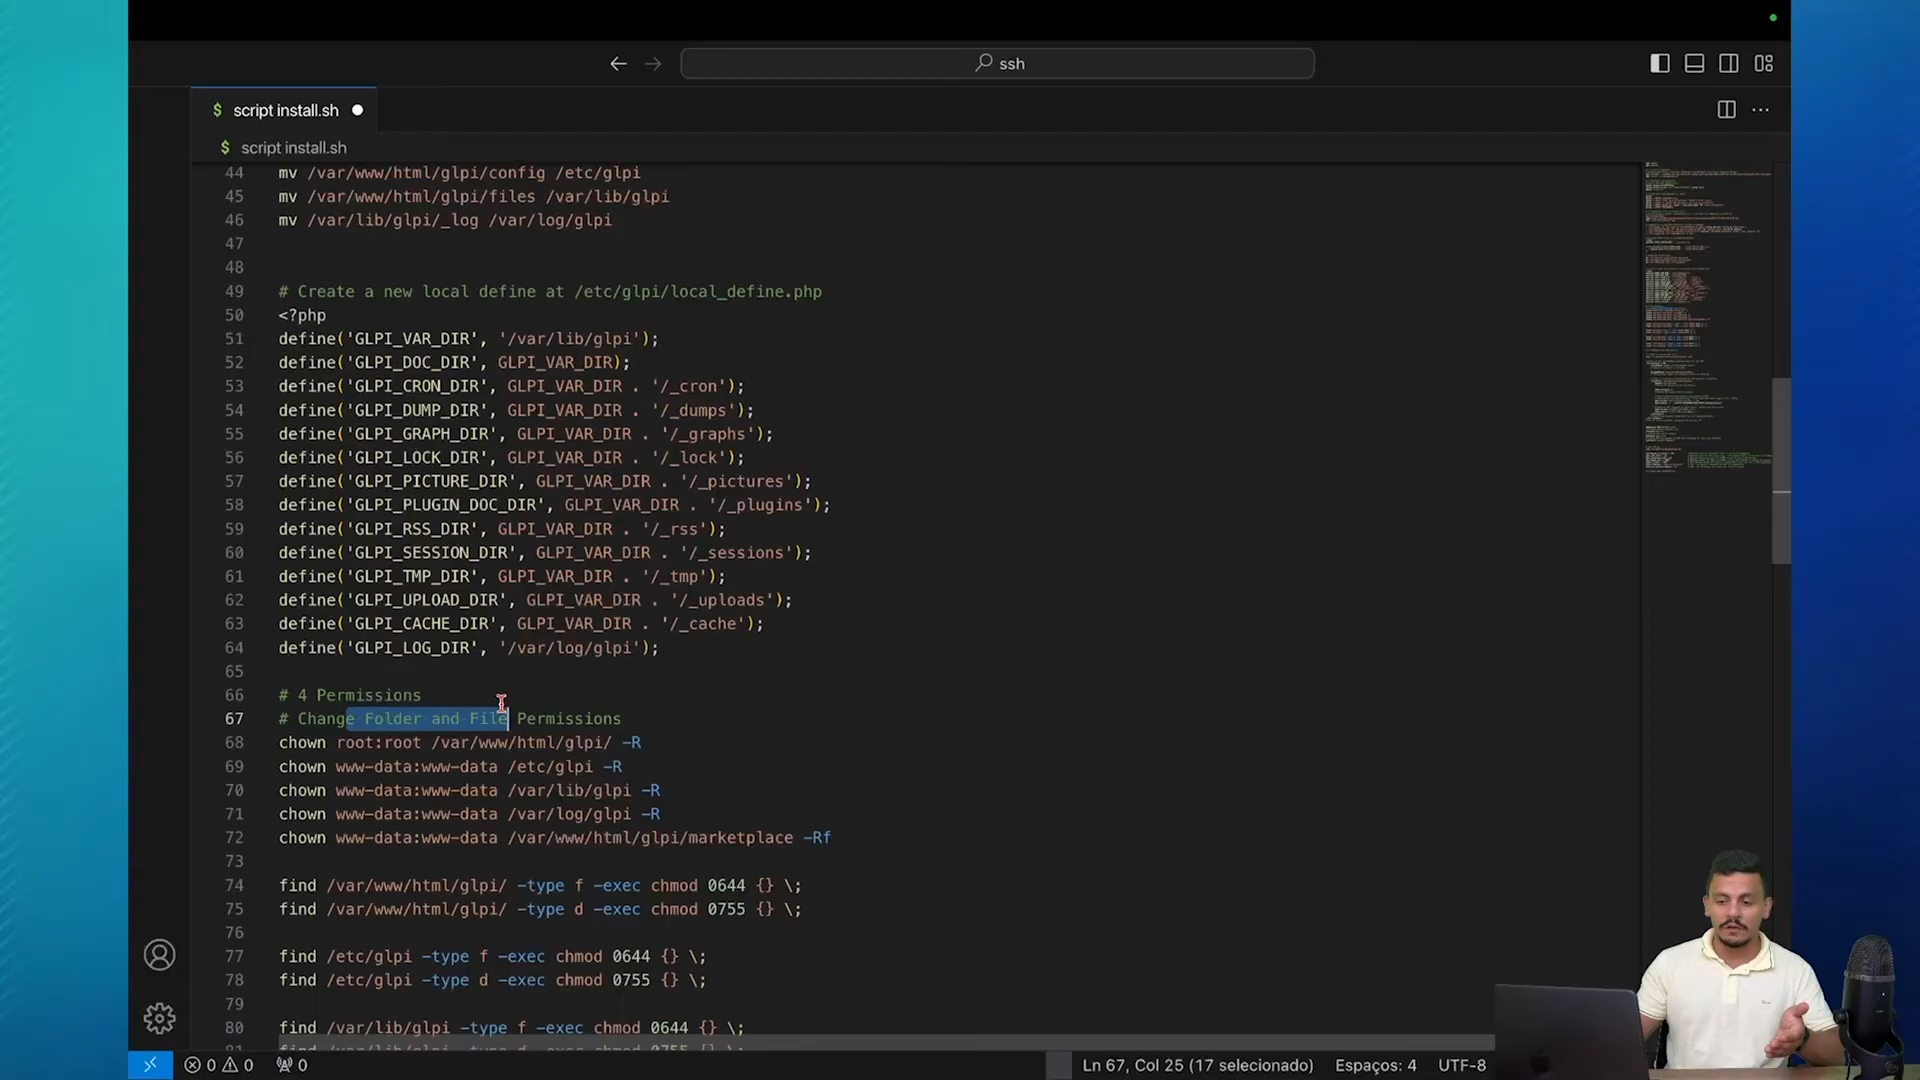 ssh
$ script install.sh
$ script install.sh
44 mv /var/www/html/glpi/config /etc/glpi
45 mv /var/www/html/glpi/files /var/lib/glpi
46 mv /var/lib/glpi/_log /var/log/glpi
47
48
49 # Create a new local define at /etc/glpi/local_define.php
50 <?php
51 define('GLPI_VAR_DIR', '/var/lib/glpi');
52 define('GLPI_DOC_DIR', GLPI_VAR_DIR);
53 define('GLPI_CRON_DIR', GLPI_VAR_DIR . '/_cron');
54 define('GLPI_DUMP_DIR', GLPI_VAR_DIR . '/_dumps');
55 define('GLPI_GRAPH_DIR', GLPI_VAR_DIR . '/_graphs');
56 define('GLPI_LOCK_DIR', GLPI_VAR_DIR . '/_lock');
57 define('GLPI_PICTURE_DIR', GLPI_VAR_DIR . '/_pictures');
58 define('GLPI_PLUGIN_DOC_DIR', GLPI_VAR_DIR . '/_plugins');
59 define('GLPI_RSS_DIR', GLPI_VAR_DIR . '/_rss');
60 define('GLPI_SESSION_DIR', GLPI_VAR_DIR . '/_sessions');
61 define('GLPI_TMP_DIR', GLPI_VAR_DIR . '/_tmp');
62 define('GLPI_UPLOAD_DIR', GLPI_VAR_DIR . '/_uploads');
63 define('GLPI_CACHE_DIR', GLPI_VAR_DIR . '/_cache');
64 define('GLPI_LOG_DIR', '/var/log/glpi');
65
66 # 4 Permissions
67 # Change Folder and File Permissions
68 chown root:root /var/www/html/glpi/ -R
69 chown www-data:www-data /etc/glpi -R
70 chown www-data:www-data /var/lib/glpi -R
71 chown www-data:www-data /var/log/glpi -R
72 chown www-data:www-data /var/www/html/glpi/marketplace -Rf
73
74 find /var/www/html/glpi/ -type f -exec chmod 0644 {} \;
75 find /var/www/html/glpi/ -type d -exec chmod 0755 {} \;
76
77 find /etc/glpi -type f -exec chmod 0644 {} \;
78 find /etc/glpi -type d -exec chmod 0755 {} \;
79
80 find /var/lib/glpi -type f -exec chmod 0644 {} \;
81 find /var/lib/glpi -type d -exec chmod 0755 {} \;
0 0 0 Ln 67, Col 25 (17 selecionado) Espaços: 4 UTF-8